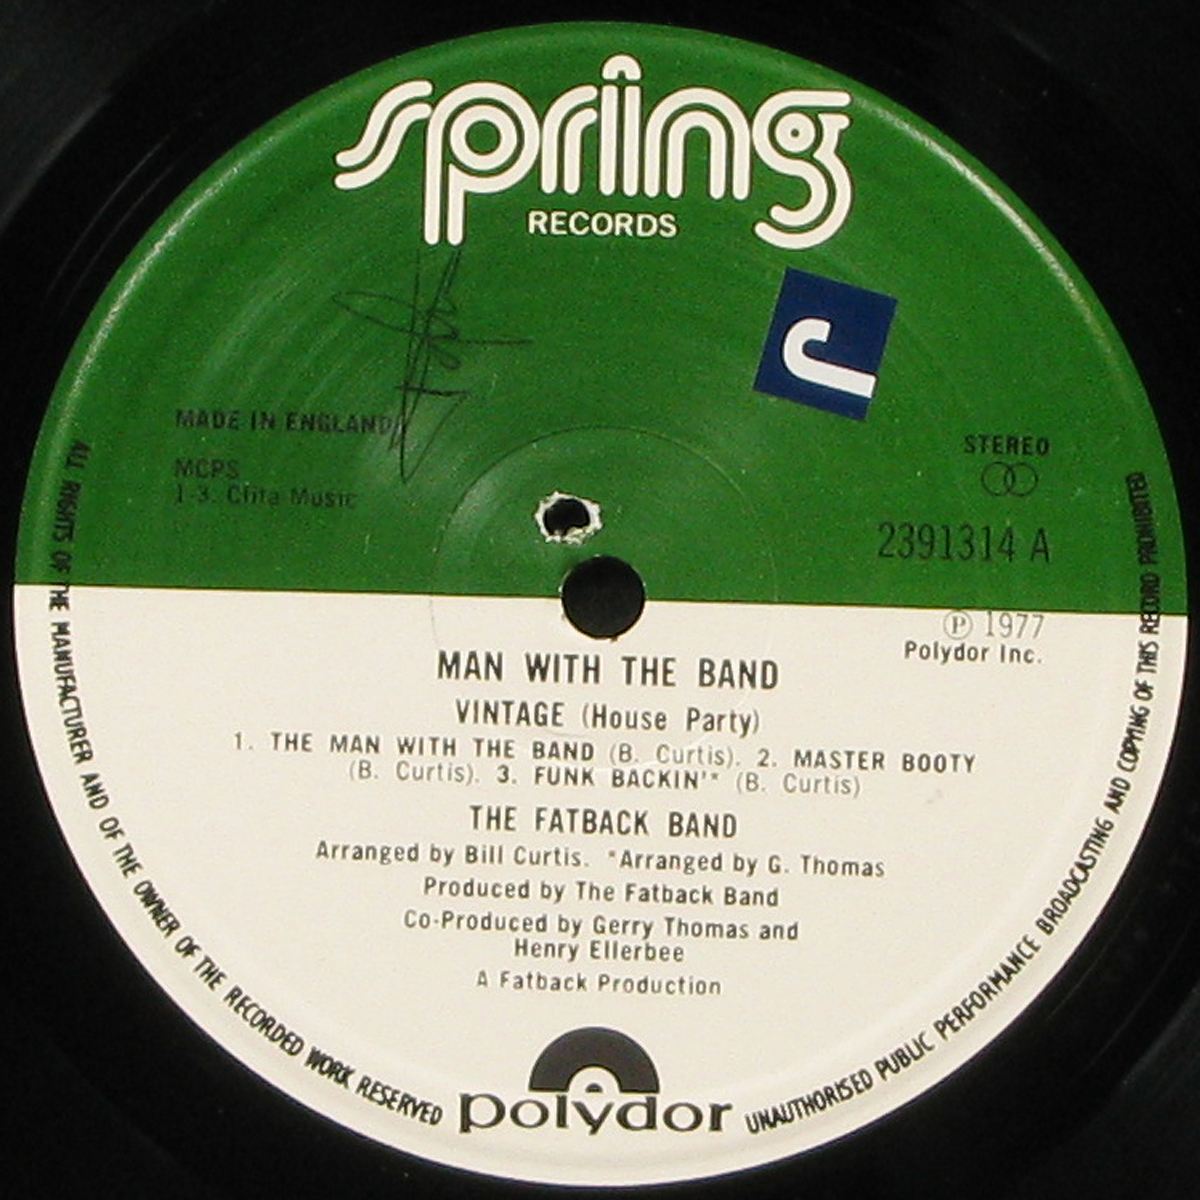 spring
RECORDS
MADE IN ENGLAND
MCPS
1-3. Clita Music
STEREO
2391314 A
℗ 1977
Polydor Inc.
MAN WITH THE BAND
VINTAGE (House Party)
1. THE MAN WITH THE BAND (B. Curtis). 2. MASTER BOOTY
(B. Curtis). 3. FUNK BACKIN'* (B. Curtis)
THE FATBACK BAND
Arranged by Bill Curtis. *Arranged by G. Thomas
Produced by The Fatback Band
Co-Produced by Gerry Thomas and
Henry Ellerbee
A Fatback Production
polydor
ALL RIGHTS OF THE MANUFACTURER AND OF THE OWNER OF THE RECORDED WORK RESERVED
UNAUTHORISED PUBLIC PERFORMANCE BROADCASTING AND COPYING OF THIS RECORD PROHIBITED